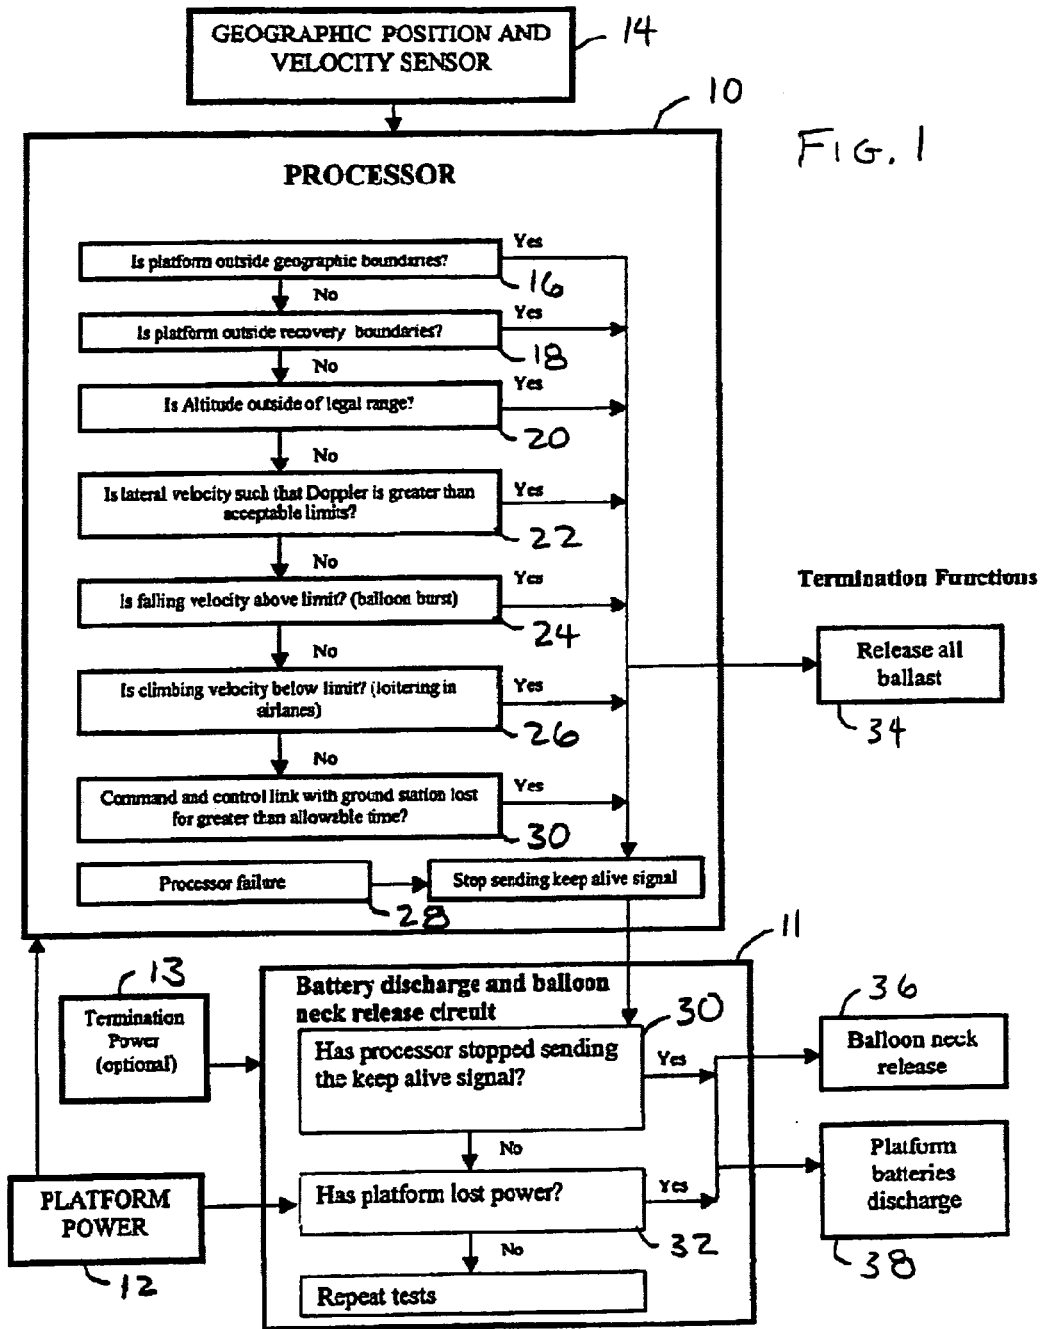 GEOGRAPHIC POSITION AND
VELOCITY SENSOR
14
10
FIG. 1
PROCESSOR
Is platform outside geographic boundaries?
Yes
16
No
Is platform outside recovery boundaries?
Yes
18
No
Is Altitude outside of legal range?
Yes
20
No
Is lateral velocity such that Doppler is greater than
acceptable limits?
Yes
22
No
Is falling velocity above limit? (balloon burst)
Yes
24
No
Is climbing velocity below limit? (loitering in
airlanes)
Yes
26
No
Command and control link with ground station lost
for greater than allowable time?
Yes
30
Processor failure
28
Stop sending keep alive signal
Termination Functions
Release all
ballast
34
11
13
Termination
Power
(optional)
Battery discharge and balloon
neck release circuit
30
Has processor stopped sending
the keep alive signal?
Yes
No
36
Balloon neck
release
PLATFORM
POWER
12
Has platform lost power?
Yes
32
No
Repeat tests
Platform
batteries
discharge
38